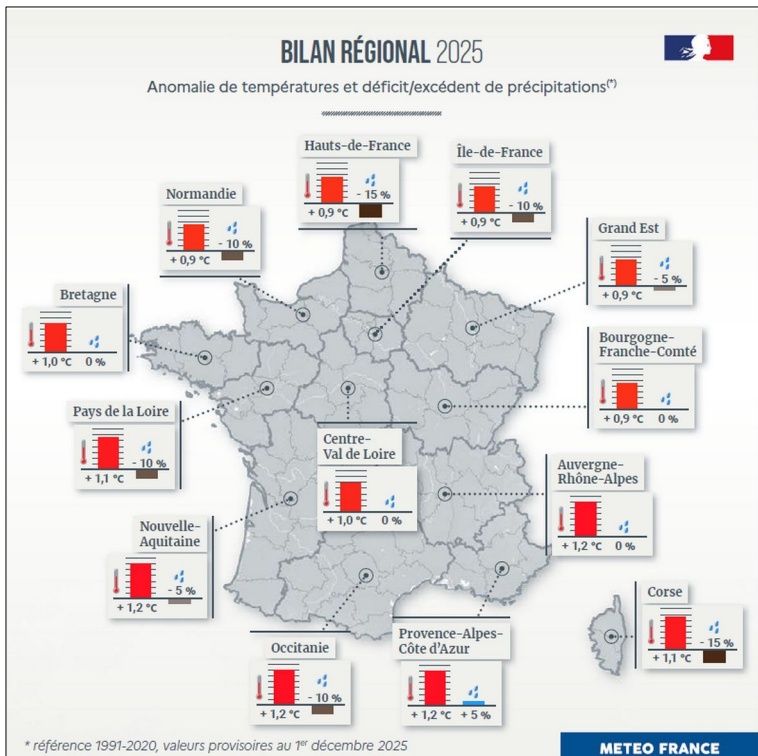 BILAN RÉGIONAL 2025
Anomalie de températures et déficit/excédent de précipitations(*)
Hauts-de-France
- 15 %
+ 0,9 °C
Île-de-France
- 10 %
+ 0,9 °C
Normandie
- 10 %
+ 0,9 °C
Grand Est
- 5 %
+ 0,9 °C
Bretagne
+ 1,0 °C 0 %
Bourgogne-
Franche-Comté
+ 0,9 °C 0 %
Pays de la Loire
- 10 %
+ 1,1 °C
Centre-
Val de Loire
+ 1,0 °C 0 %
Auvergne-
Rhône-Alpes
+ 1,2 °C 0 %
Nouvelle-
Aquitaine
- 5 %
+ 1,2 °C
Occitanie
- 10 %
+ 1,2 °C
Provence-Alpes-
Côte d'Azur
+ 1,2 °C + 5 %
Corse
- 15 %
+ 1,1 °C
* référence 1991-2020, valeurs provisoires au 1er décembre 2025
METEO FRANCE